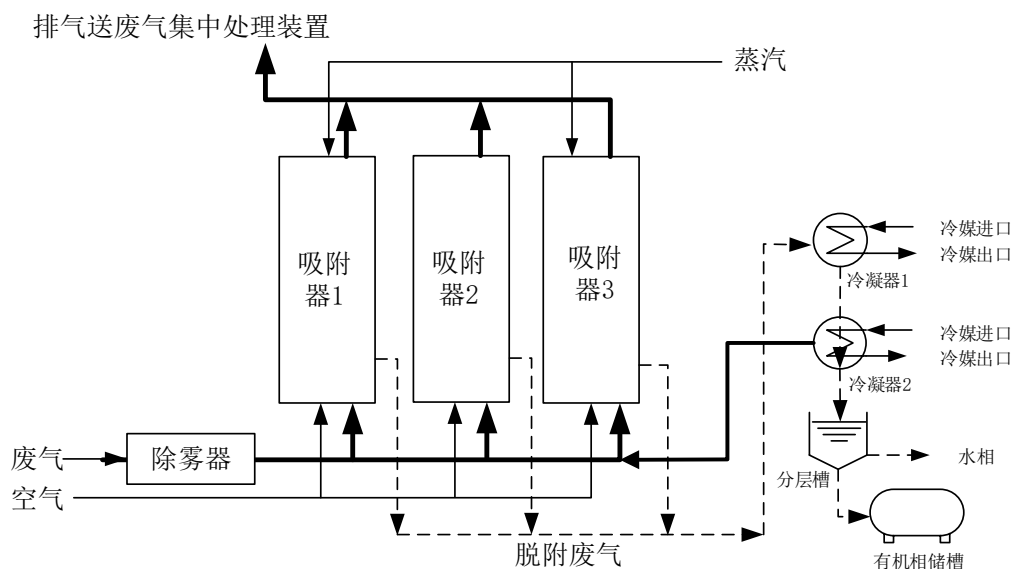 排气送废气集中处理装置
蒸汽
吸附
器1
吸附
器2
吸附
器3
冷媒进口
冷媒出口
冷凝器1
冷媒进口
冷媒出口
冷凝器2
废气
除雾器
空气
水相
分层槽
脱附废气
有机相储槽